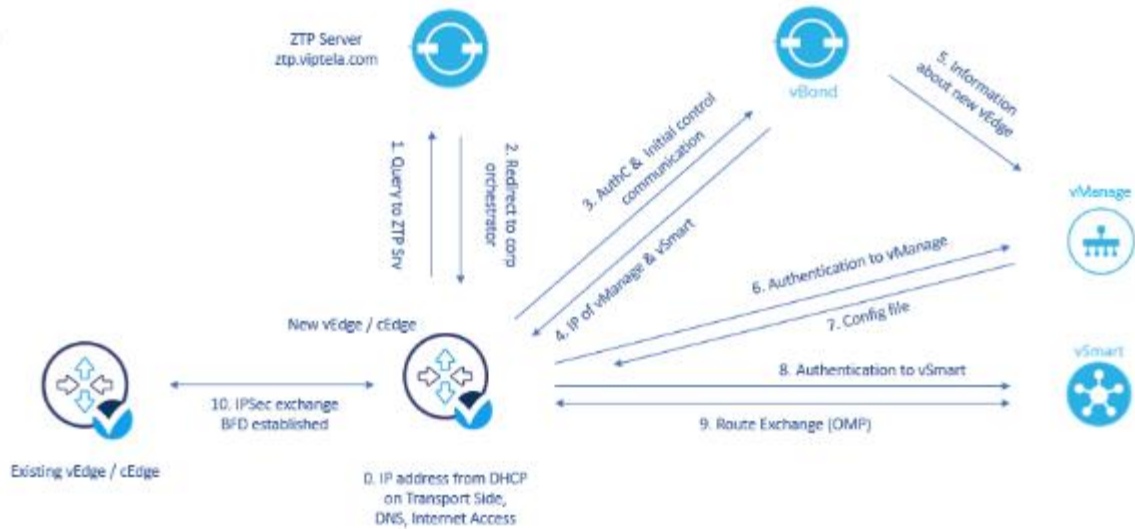 ZTP Server
ztp.viptela.com
vBond
5. Information
about new vEdge
1. Query to ZTP Srv
2. Redirect to corp
orchestrator
3. AuthC & Initial control
communication
4. IP of vManage & vSmart
vManage
6. Authentication to vManage
7. Config file
New vEdge / cEdge
vSmart
8. Authentication to vSmart
9. Route Exchange (OMP)
10. IPSec exchange
BFD established
Existing vEdge / cEdge
0. IP address from DHCP
on Transport Side,
DNS, Internet Access